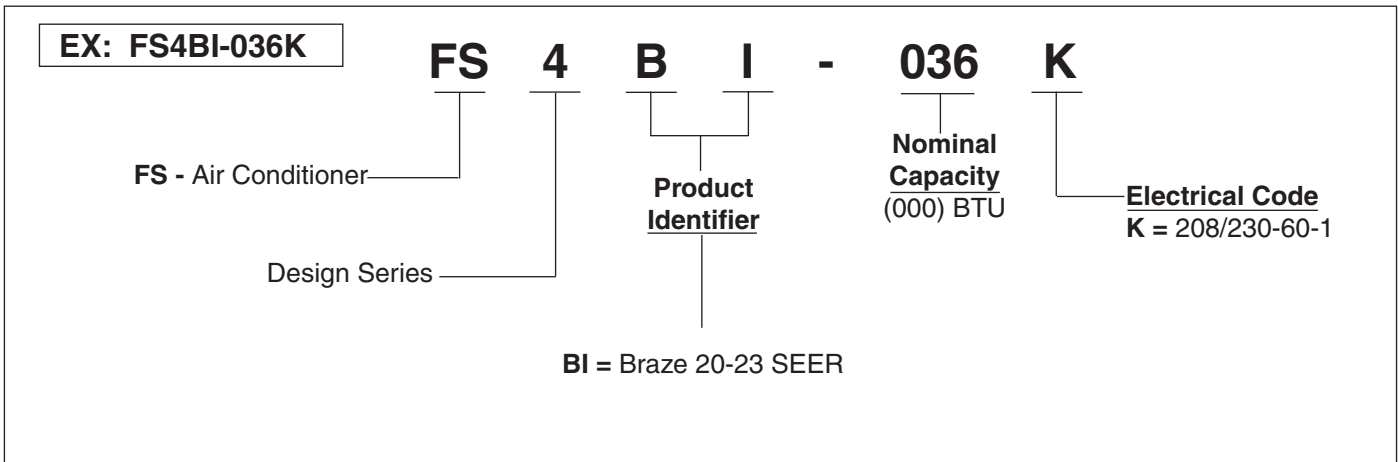 EX: FS4BI-036K
FS 4 B I - 036 K
FS - Air Conditioner
Design Series
Product
Identifier
BI = Braze 20-23 SEER
Nominal
Capacity
(000) BTU
Electrical Code
K = 208/230-60-1